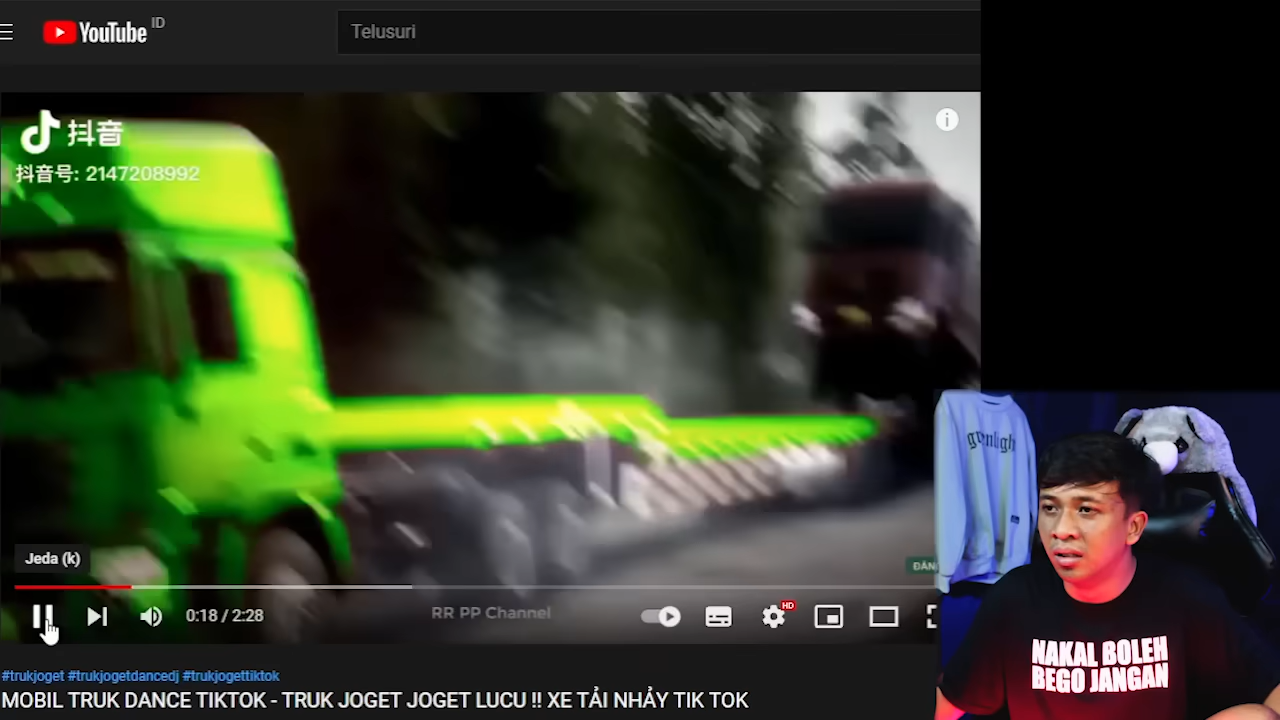 YouTube ID
Telusuri
抖音
抖音号: 2147208992
Jeda (k)
ĐĂN
0:18 / 2:28
RR PP Channel
HD
#trukjoget #trukjogetdancedj #trukjogettiktok
MOBIL TRUK DANCE TIKTOK - TRUK JOGET JOGET LUCU !! XE TẢI NHẢY TIK TOK
NAKAL BOLEH
BEGO JANGAN